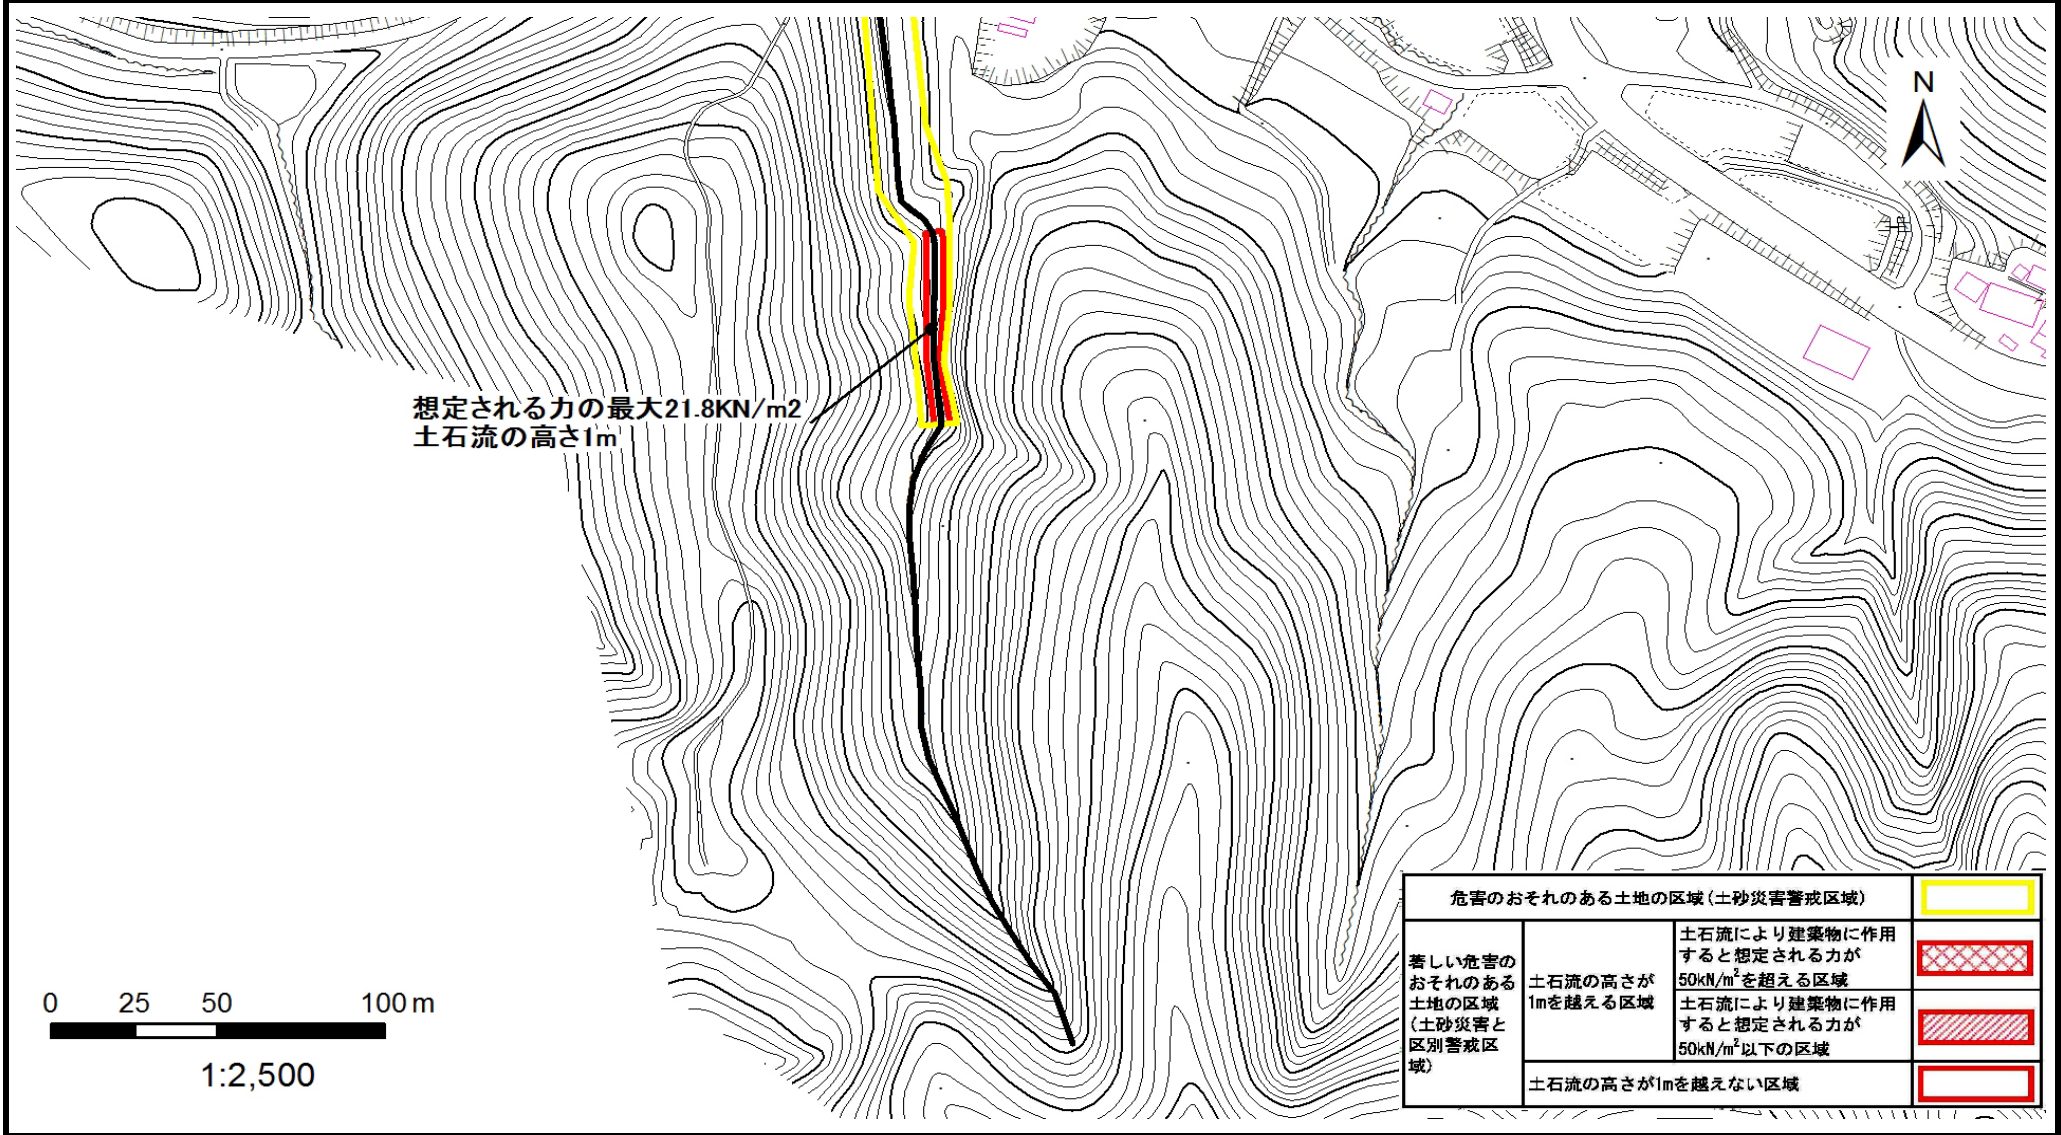 N
想定される力の最大21.8KN/m2
土石流の高さ1m
0 25 50 100 m
1:2,500
危害のおそれのある土地の区域(土砂災害警戒区域)
著しい危害の
おそれのある
土地の区域
(土砂災害と
区別警戒区
域)
土石流の高さが
1mを越える区域
土石流により建築物に作用
すると想定される力が
50kN/m²を超える区域
土石流により建築物に作用
すると想定される力が
50kN/m²以下の区域
土石流の高さが1mを越えない区域